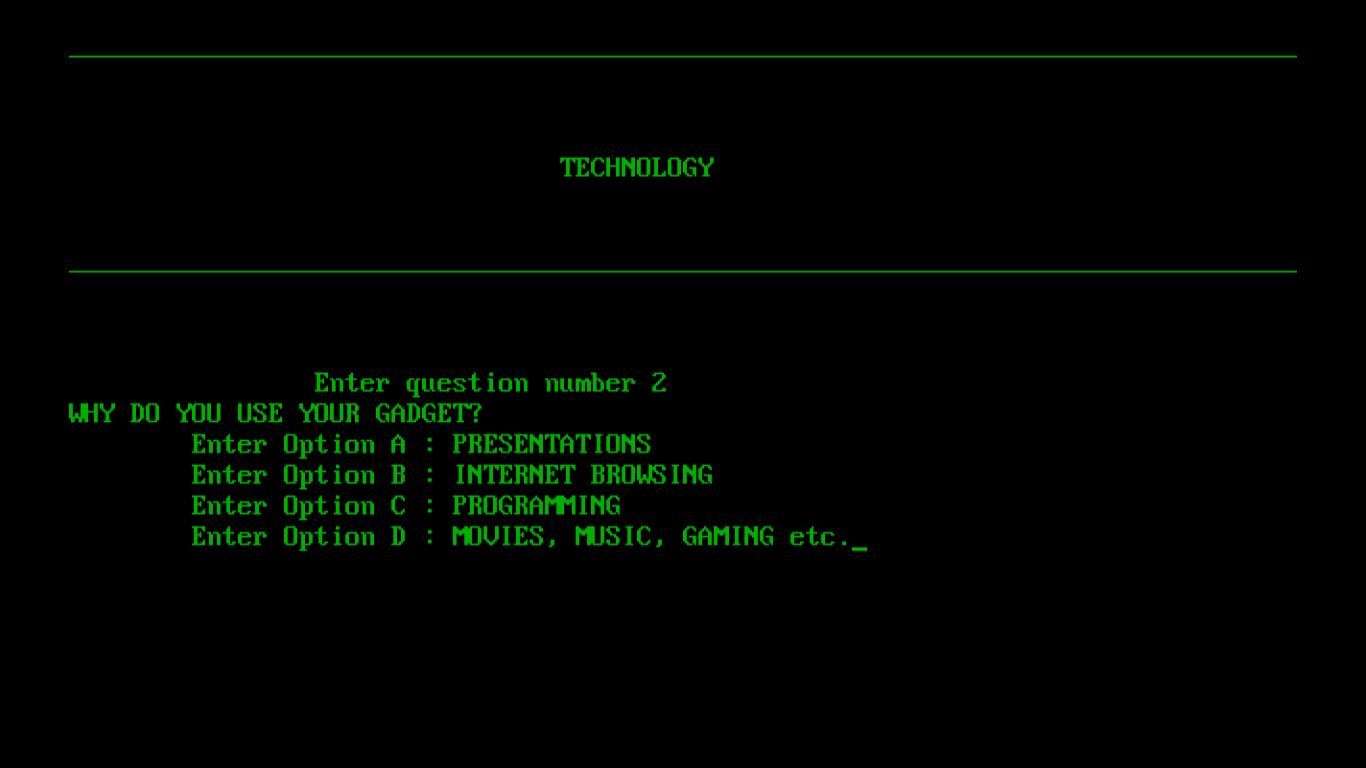 TECHNOLOGY
Enter question number 2
WHY DO YOU USE YOUR GADGET?
Enter Option A : PRESENTATIONS
Enter Option B : INTERNET BROWSING
Enter Option C : PROGRAMMING
Enter Option D : MOVIES, MUSIC, GAMING etc._